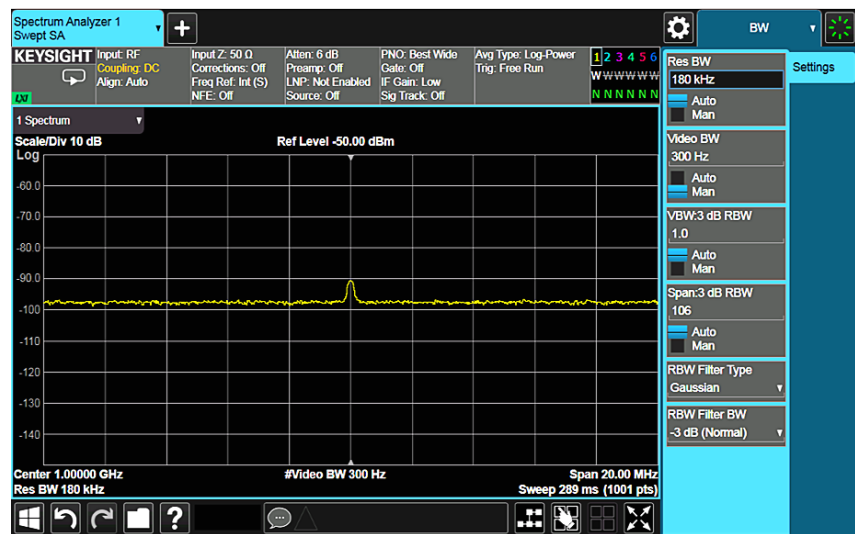 Spectrum Analyzer 1
Swept SA
BW
KEYSIGHT
LXI
Input: RF
Coupling: DC
Align: Auto
Input Z: 50 Ω
Corrections: Off
Freq Ref: Int (S)
NFE: Off
Atten: 6 dB
Preamp: Off
LNP: Not Enabled
Source: Off
PNO: Best Wide
Gate: Off
IF Gain: Low
Sig Track: Off
Avg Type: Log-Power
Trig: Free Run
1 2 3 4 5 6
W W W W W W
N N N N N N
1 Spectrum
Scale/Div 10 dB
Ref Level -50.00 dBm
Log
-60.0
-70.0
-80.0
-90.0
-100
-110
-120
-130
-140
Center 1.00000 GHz
#Video BW 300 Hz
Span 20.00 MHz
Res BW 180 kHz
Sweep 289 ms (1001 pts)
Res BW
180 kHz
Auto
Man
Video BW
300 Hz
Auto
Man
VBW:3 dB RBW
1.0
Auto
Man
Span:3 dB RBW
106
Auto
Man
RBW Filter Type
Gaussian
RBW Filter BW
-3 dB (Normal)
Settings
?